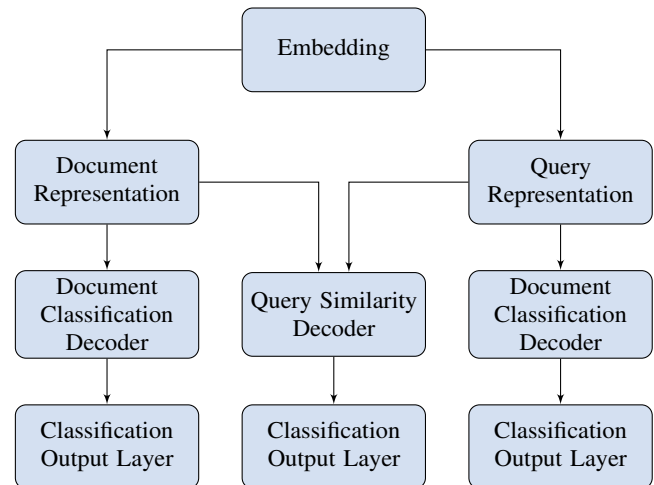 Embedding
Document
Representation
Query
Representation
Document
Classification
Decoder
Query Similarity
Decoder
Document
Classification
Decoder
Classification
Output Layer
Classification
Output Layer
Classification
Output Layer